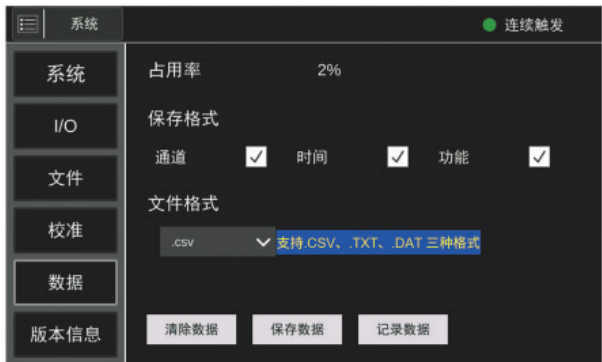 系统
连续触发
系统
I/O
文件
校准
数据
版本信息
占用率 2%
保存格式
通道 时间 功能
文件格式
.csv 支持.CSV、.TXT、.DAT 三种格式
清除数据 保存数据 记录数据